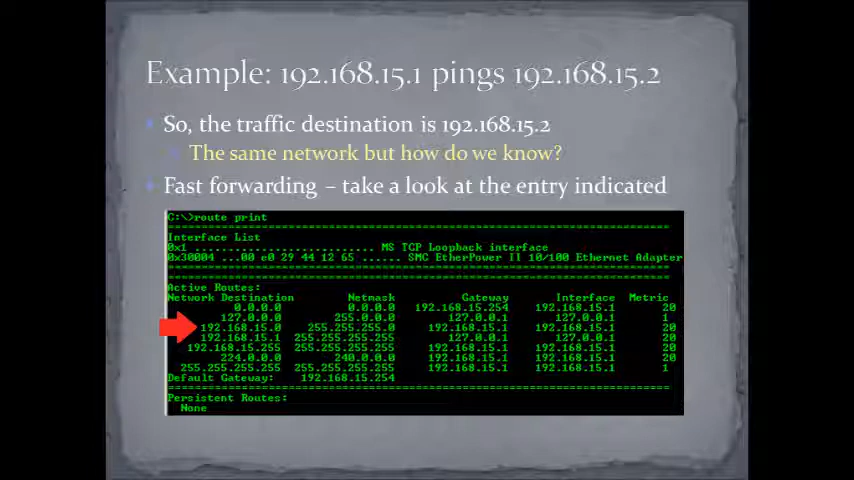 Example: 192.168.15.1 pings 192.168.15.2
So, the traffic destination is 192.168.15.2
The same network but how do we know?
Fast forwarding – take a look at the entry indicated
C:\>route print
===========================================================================
Interface List
0x1 ........................... MS TCP Loopback interface
0x30004 ...00 e0 29 44 12 65 ...... SMC EtherPower II 10/100 Ethernet Adapter
===========================================================================
===========================================================================
Active Routes:
Network Destination Netmask Gateway Interface Metric
0.0.0.0 0.0.0.0 192.168.15.254 192.168.15.1 20
127.0.0.0 255.0.0.0 127.0.0.1 127.0.0.1 1
192.168.15.0 255.255.255.0 192.168.15.1 192.168.15.1 20
192.168.15.1 255.255.255.255 127.0.0.1 127.0.0.1 20
192.168.15.255 255.255.255.255 192.168.15.1 192.168.15.1 20
224.0.0.0 240.0.0.0 192.168.15.1 192.168.15.1 20
255.255.255.255 255.255.255.255 192.168.15.1 192.168.15.1 1
Default Gateway: 192.168.15.254
===========================================================================
Persistent Routes:
None